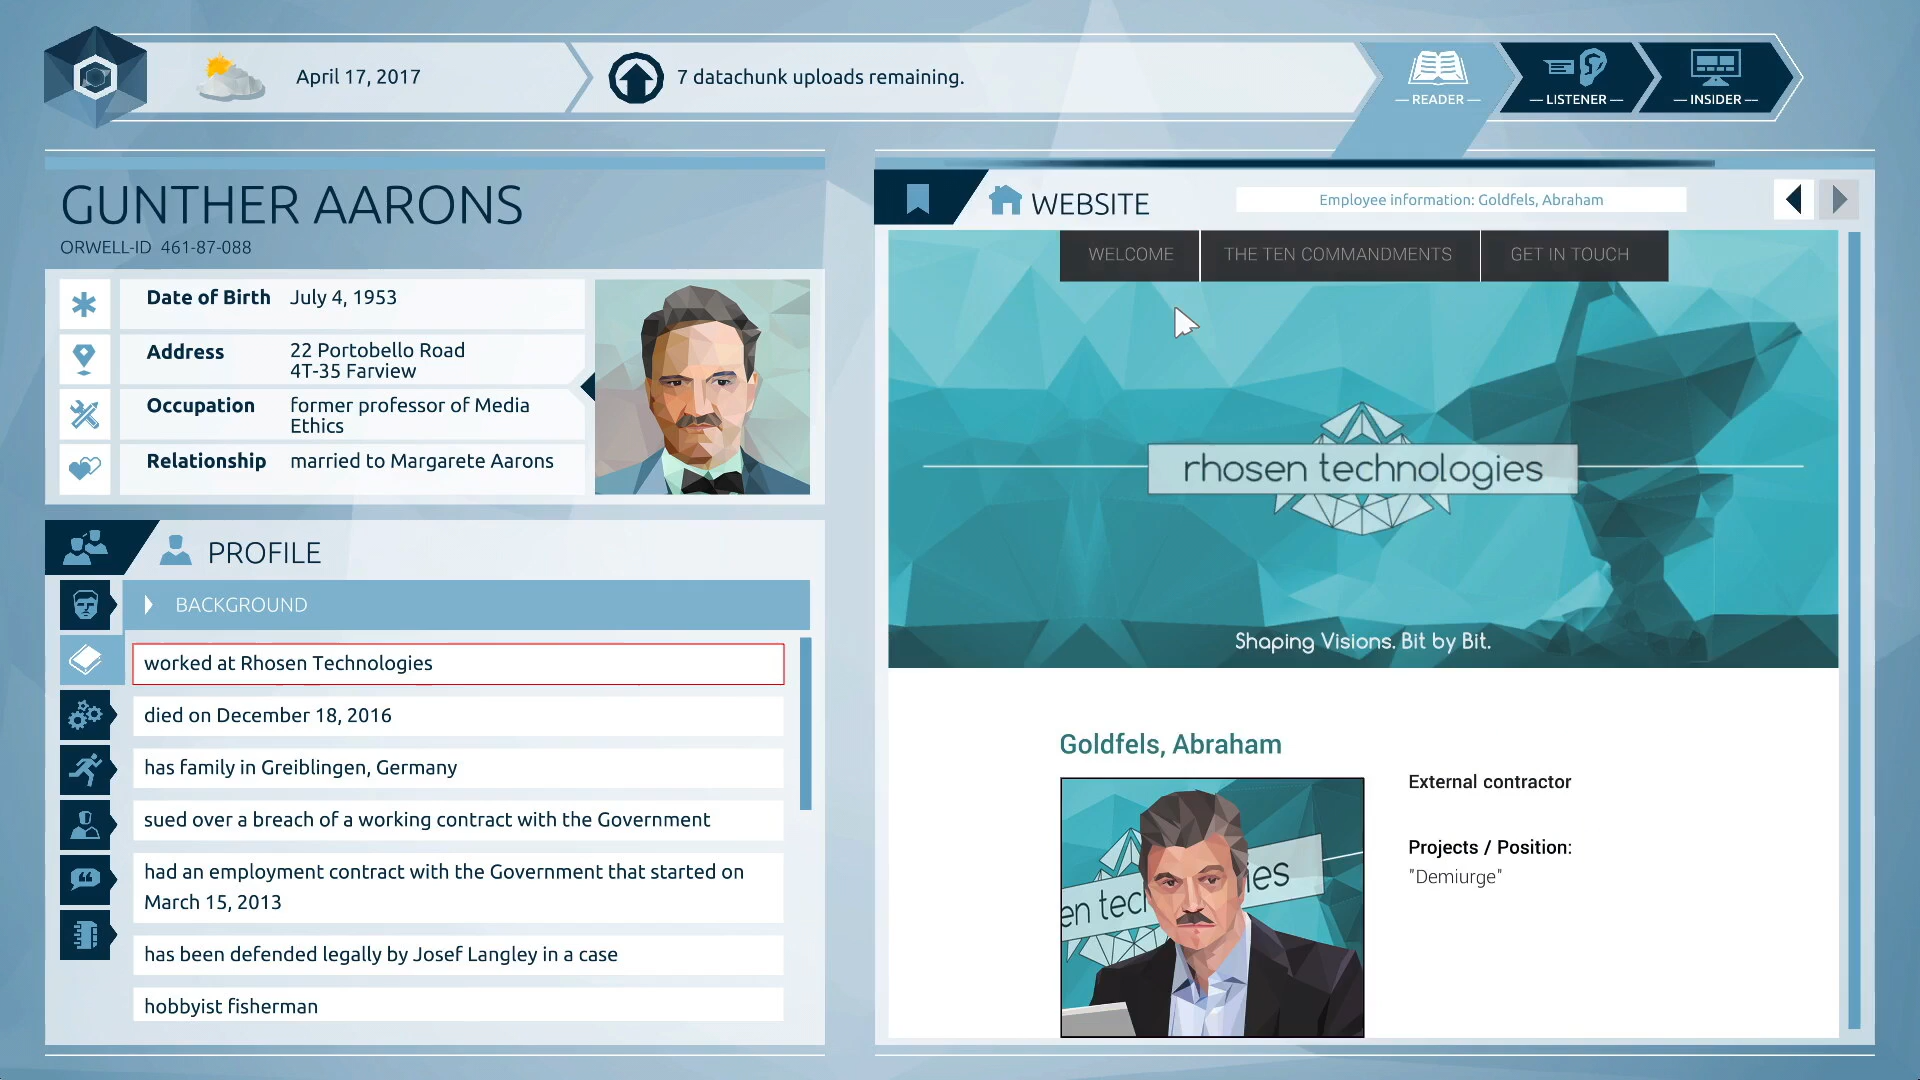 April 17, 2017
7 datachunk uploads remaining.
READER
LISTENER
INSIDER
GUNTHER AARONS
ORWELL-ID 461-87-088
Date of Birth July 4, 1953
Address 22 Portobello Road
4T-35 Farview
Occupation former professor of Media
Ethics
Relationship married to Margarete Aarons
PROFILE
BACKGROUND
worked at Rhosen Technologies
died on December 18, 2016
has family in Greiblingen, Germany
sued over a breach of a working contract with the Government
had an employment contract with the Government that started on
March 15, 2013
has been defended legally by Josef Langley in a case
hobbyist fisherman
WEBSITE
Employee information: Goldfels, Abraham
WELCOME
THE TEN COMMANDMENTS
GET IN TOUCH
rhosen technologies
Shaping Visions. Bit by Bit.
Goldfels, Abraham
External contractor
Projects / Position:
"Demiurge"
en tec
ies